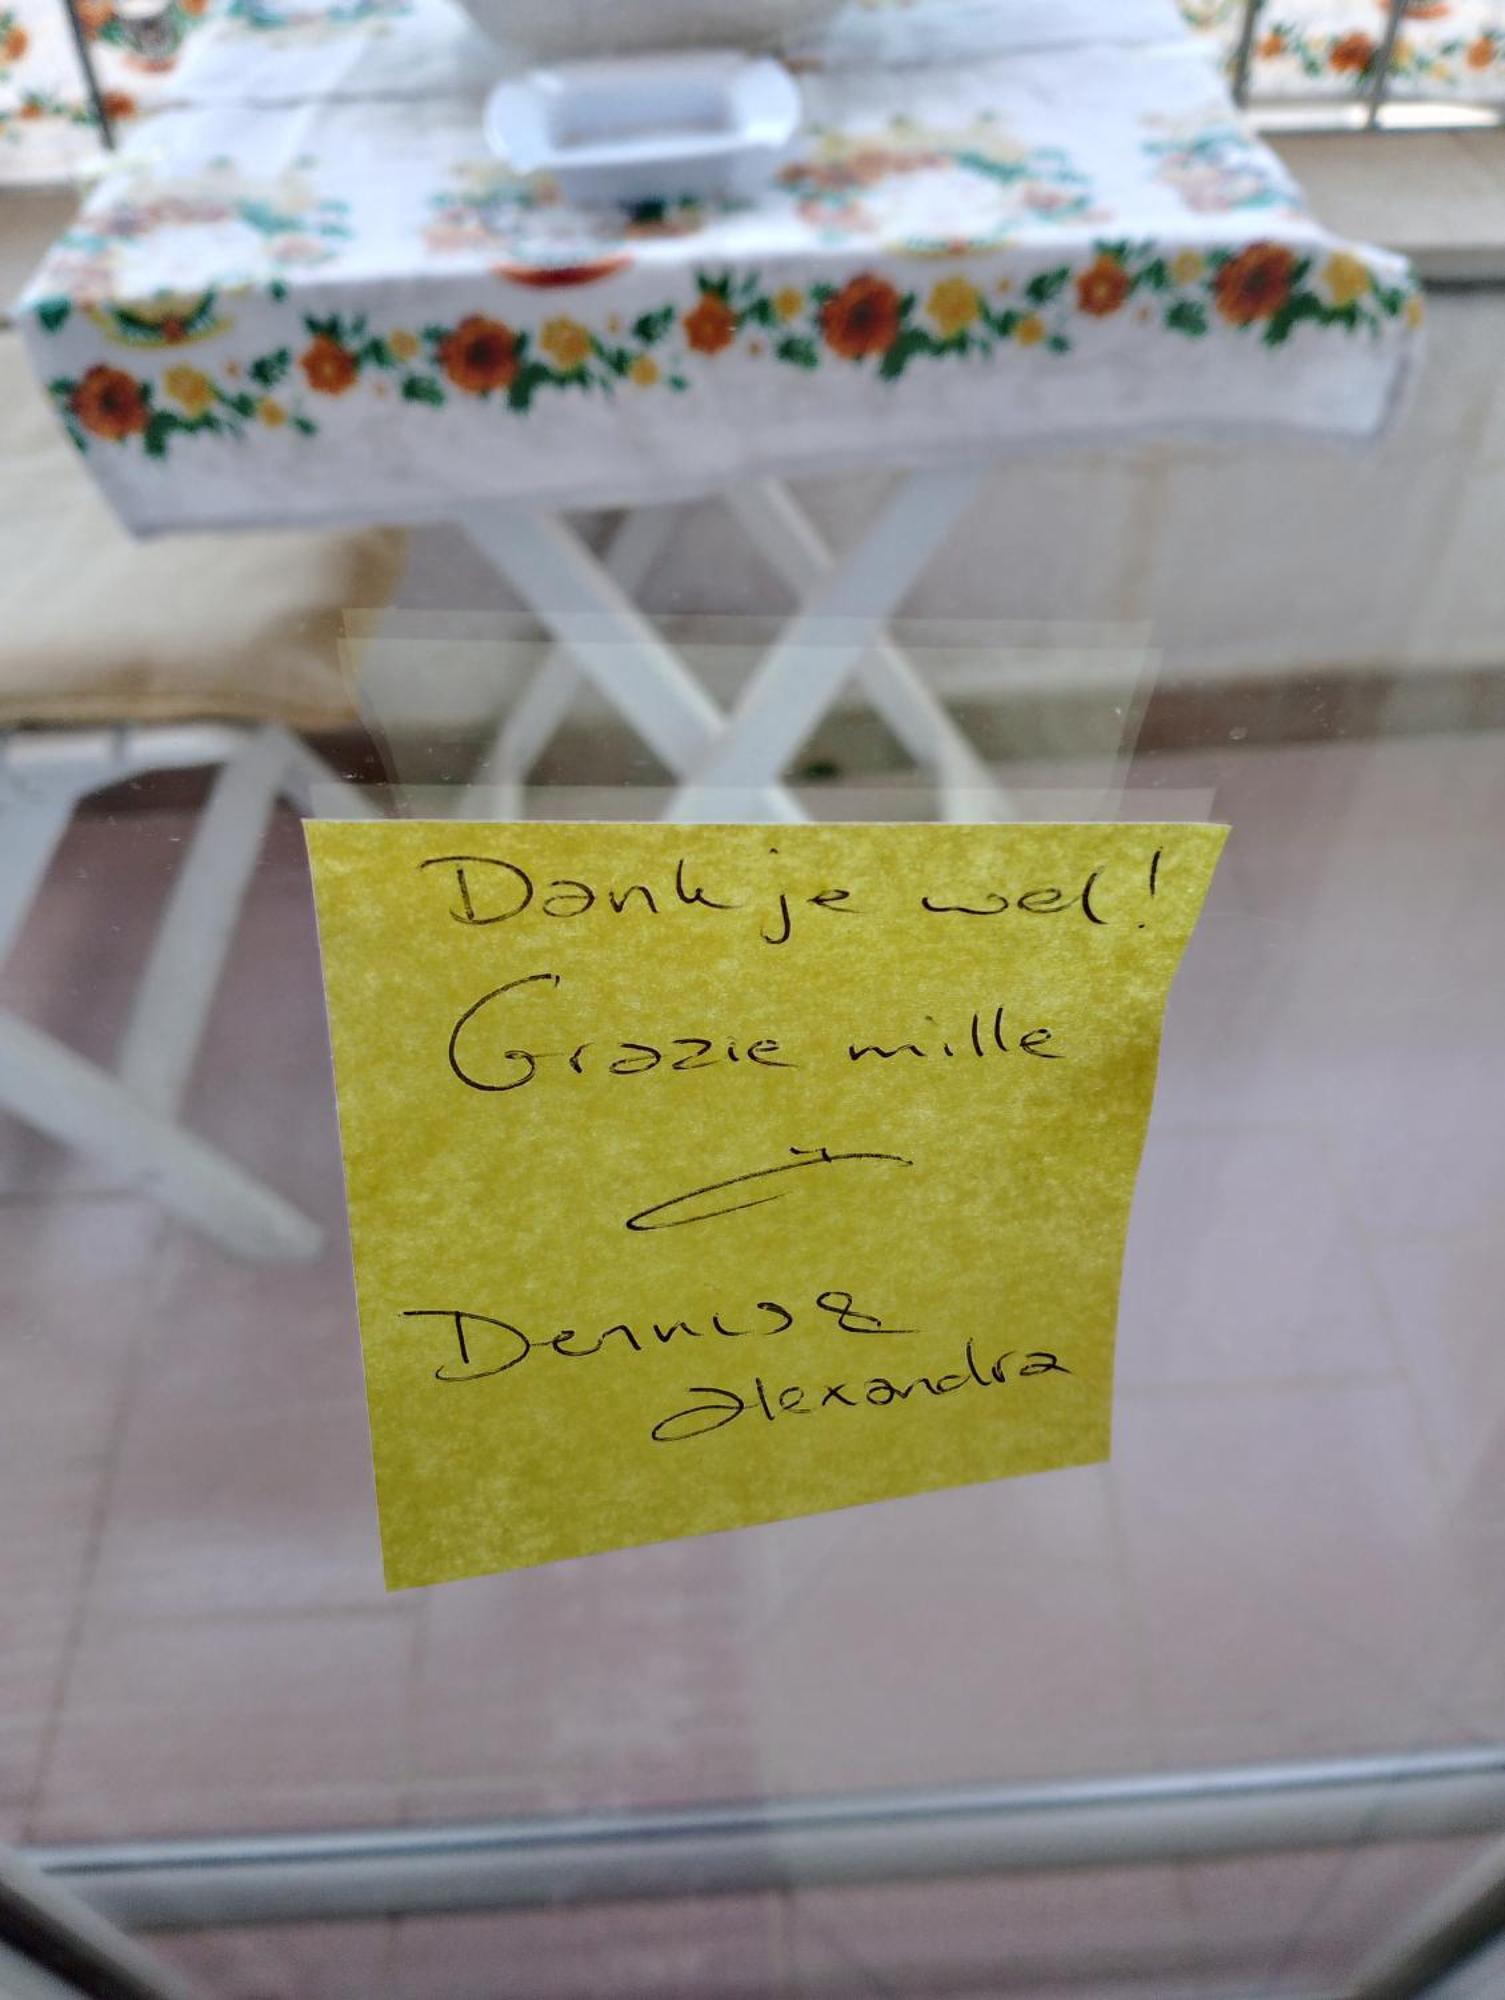 Dank je wel!
Grazie mille
Dennis &
alexandra